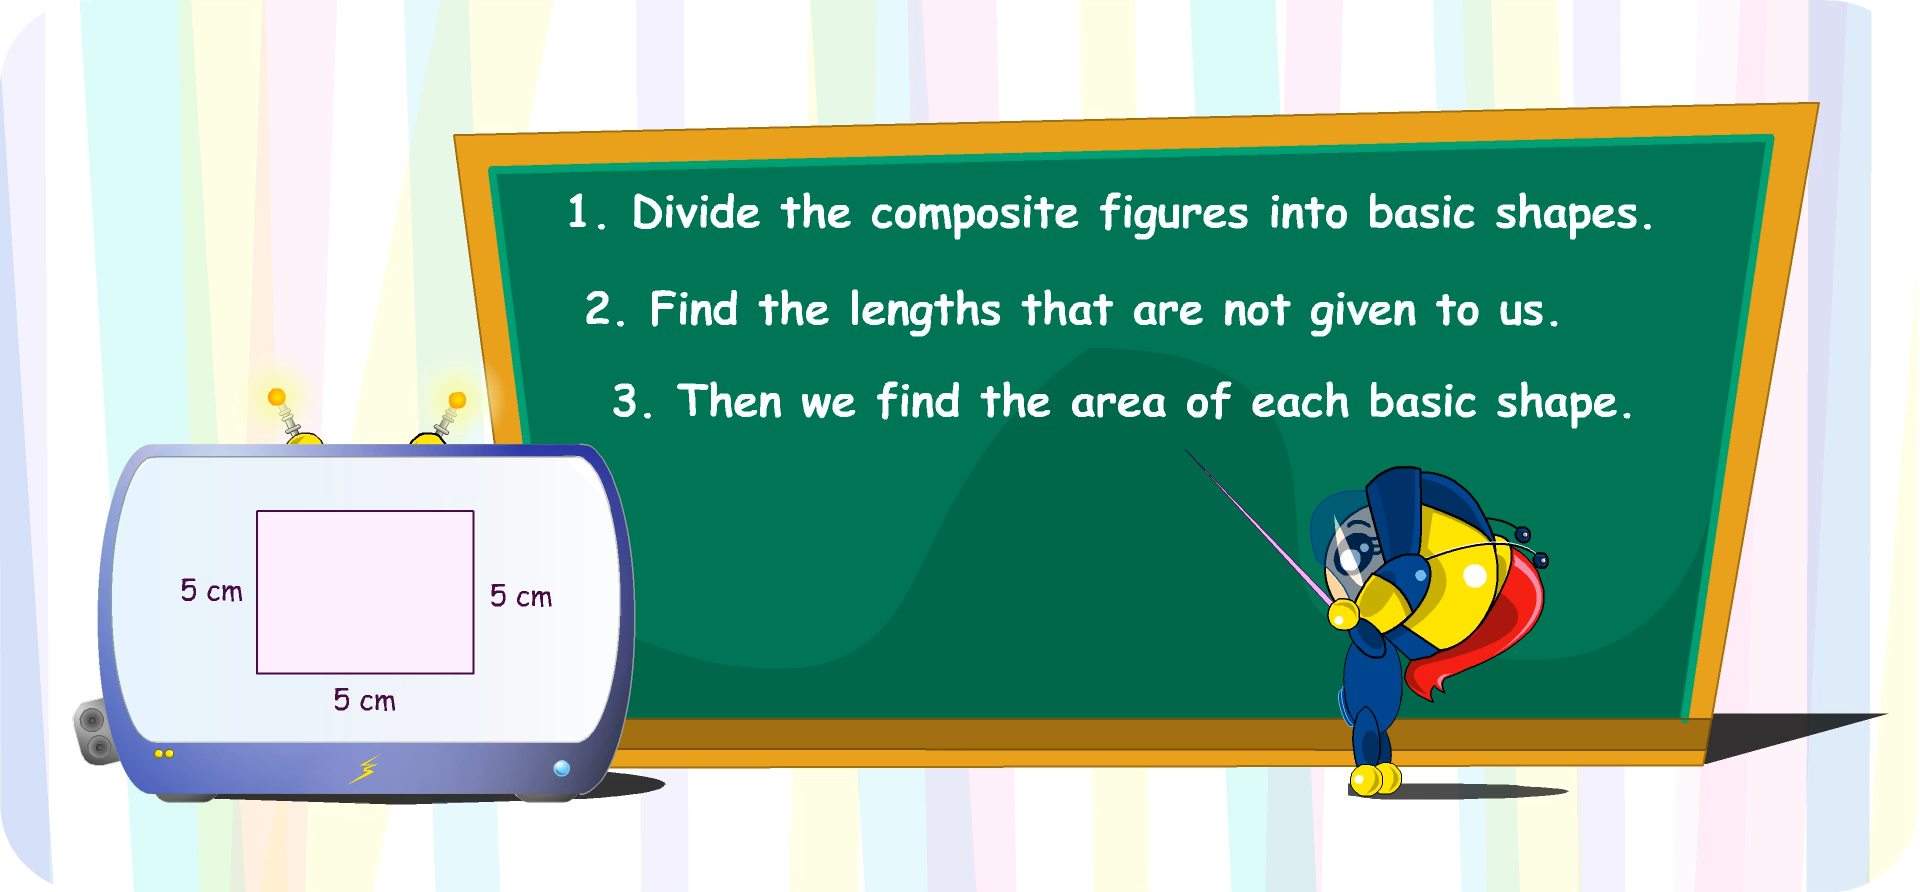 1. Divide the composite figures into basic shapes.
2. Find the lengths that are not given to us.
3. Then we find the area of each basic shape.
5 cm
5 cm
5 cm